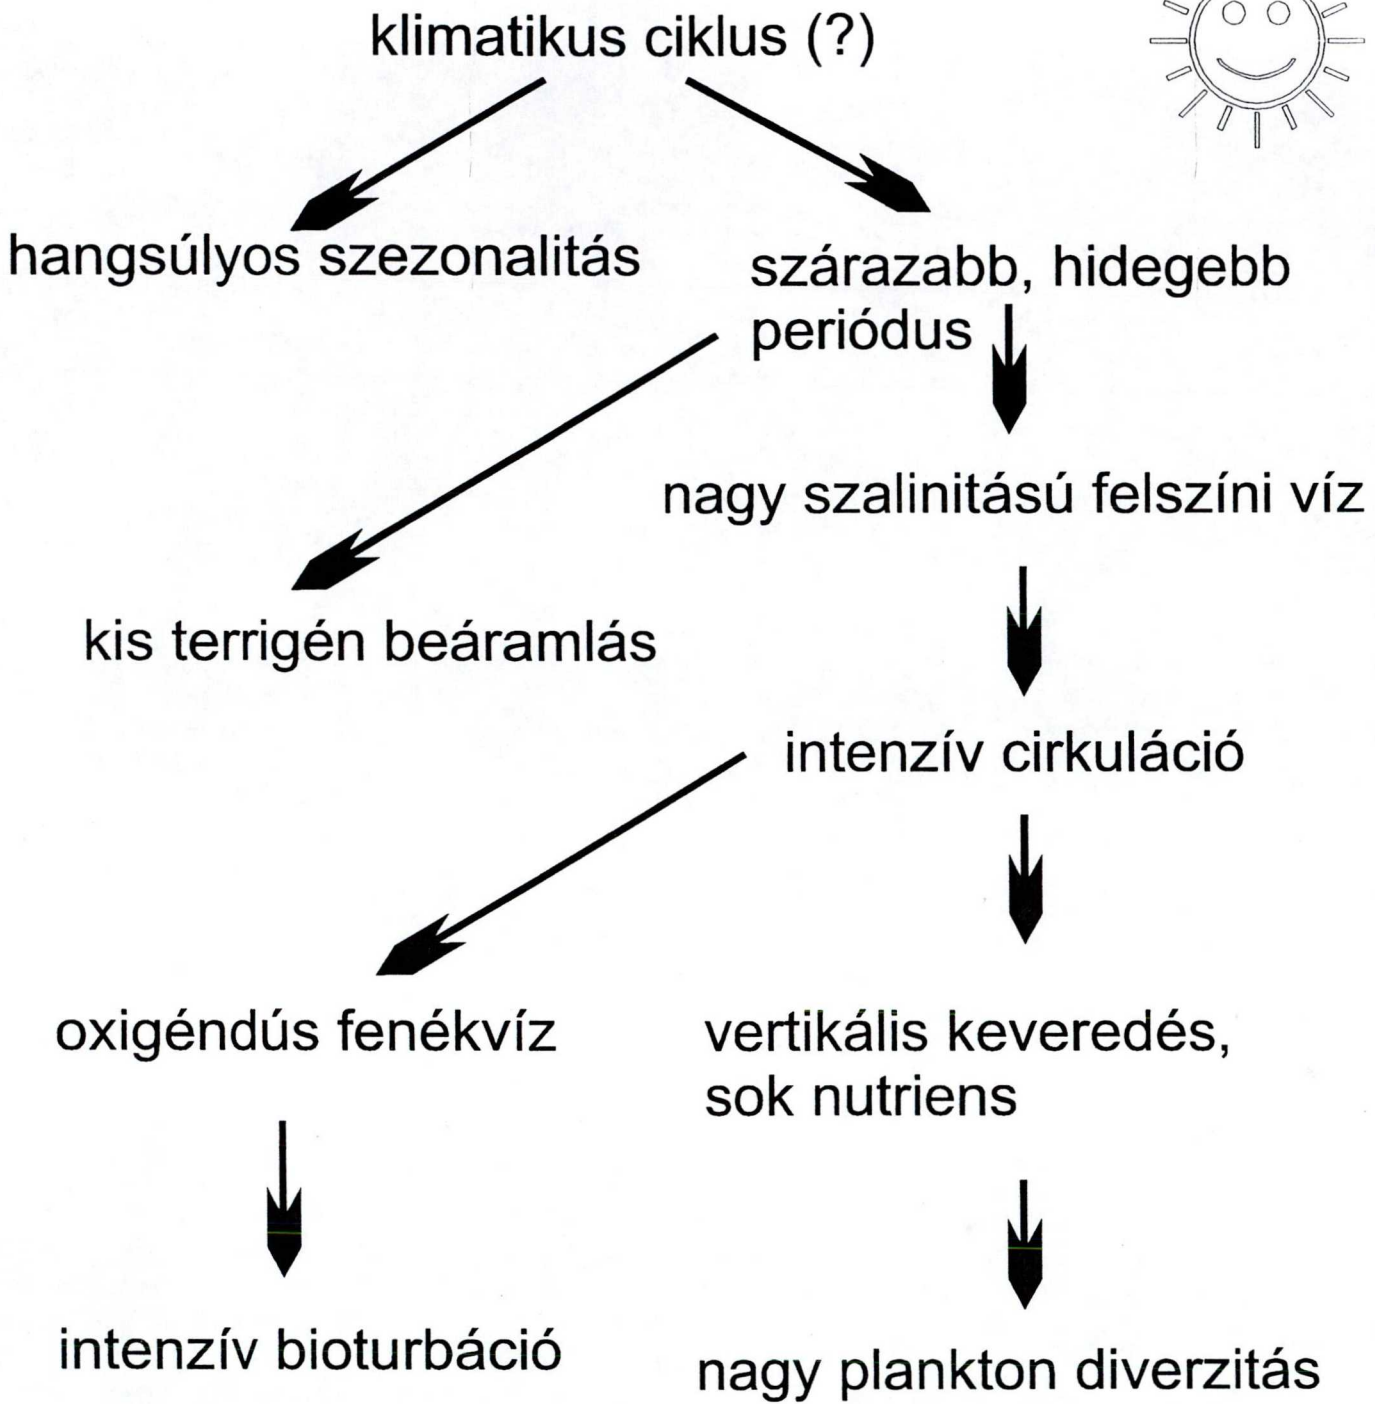 klimatikus ciklus (?)
hangsúlyos szezonalitás
szárazabb, hidegebb
periódus
nagy szalinitású felszíni víz
kis terrigén beáramlás
intenzív cirkuláció
oxigéndús fenékvíz
vertikális keveredés,
sok nutriens
intenzív bioturbáció
nagy plankton diverzitás